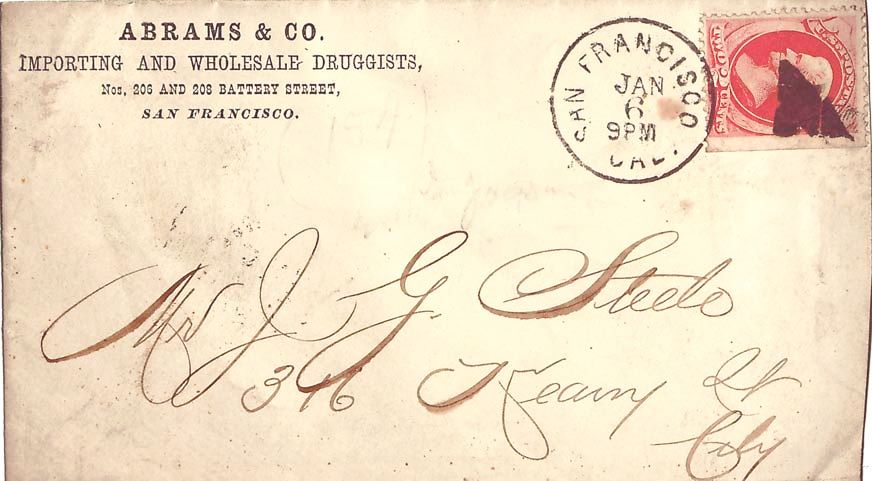 ABRAMS & CO.
IMPORTING AND WHOLESALE DRUGGISTS,
Nos, 206 AND 208 BATTERY STREET,
SAN FRANCISCO.
SAN FRANCISCO
JAN
6
9PM
CAL.
Mr J. G. Steele
316 Kearny St
City